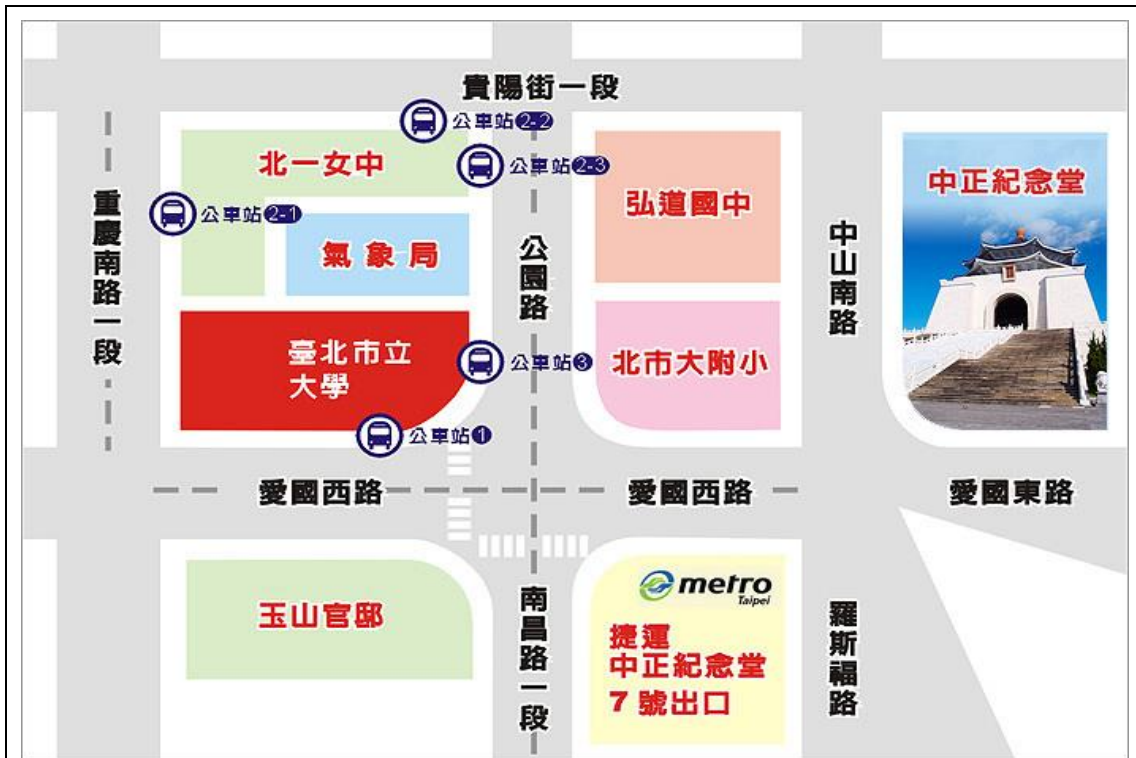 貴陽街一段
公車站2-2
北一女中
公車站2-3
中正紀念堂
重慶南路一段
公車站2-1
弘道國中
氣象局
公園路
中山南路
臺北市立
大學
公車站3
北市大附小
公車站1
愛國西路
愛國西路
愛國東路
玉山官邸
南昌路一段
metro
Taipei
捷運
中正紀念堂
7號出口
羅斯福路